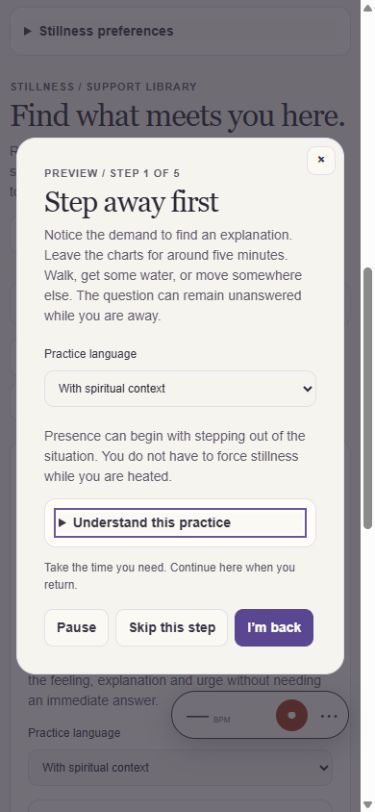 Stillness preferences
STILLNESS / SUPPORT LIBRARY
Find what meets you here.
×
PREVIEW / STEP 1 OF 5
Step away first
Notice the demand to find an explanation.
Leave the charts for around five minutes.
Walk, get some water, or move somewhere
else. The question can remain unanswered
while you are away.
Practice language
With spiritual context
Presence can begin with stepping out of the
situation. You do not have to force stillness
while you are heated.
Understand this practice
Take the time you need. Continue here when you
return.
Pause
Skip this step
I’m back
the feeling, explanation and urge without needing
an immediate answer.
BPM
Practice language
With spiritual context